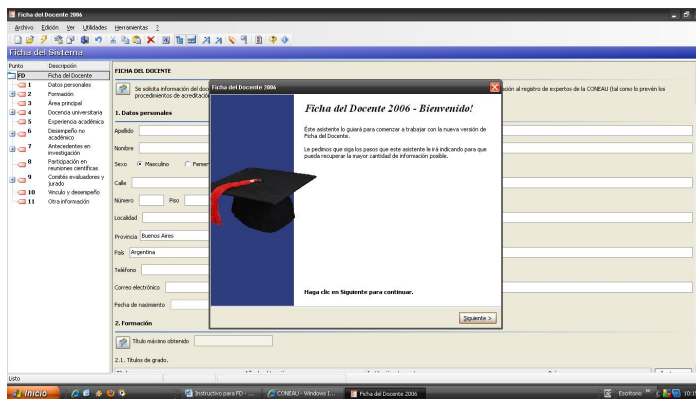 Ficha del Docente 2006
Archivo Edición Ver Utilidades Herramientas ?
Ficha del Sistema
Punto Descripción
FD Ficha del Docente
1 Datos personales
2 Formación
3 Área principal
4 Docencia universitaria
5 Experiencia académica
6 Desempeño no académico
7 Antecedentes en investigación
8 Participación en reuniones científicas
9 Comités evaluadores y jurado
10 Vínculo y desempeño
11 Otra información
FICHA DEL DOCENTE
Se solicita información del doc
ción al registro de expertos de la CONEAU (tal como lo prevén los
procedimientos de acreditació
1. Datos personales
Apellido
Nombre
Sexo Masculino Femer
Calle
Número Piso
Localidad
Provincia Buenos Aires
País Argentina
Teléfono
Correo electrónico
Fecha de nacimiento
2. Formación
Título máximo obtenido
2.1. Títulos de grado.
Ficha del Docente 2006
Ficha del Docente 2006 - Bienvenido!
Éste asistente lo guiará para comenzar a trabajar con la nueva versión de
Ficha del Docente.
Le pedimos que siga los pasos que este asistente le irá indicando para que
pueda recuperar la mayor cantidad de información posible.
Haga clic en Siguiente para continuar.
Siguiente >
Listo
Inicio
Instructivo para FD - ...
CONEAU - Windows I...
Ficha del Docente 2006
Escritorio